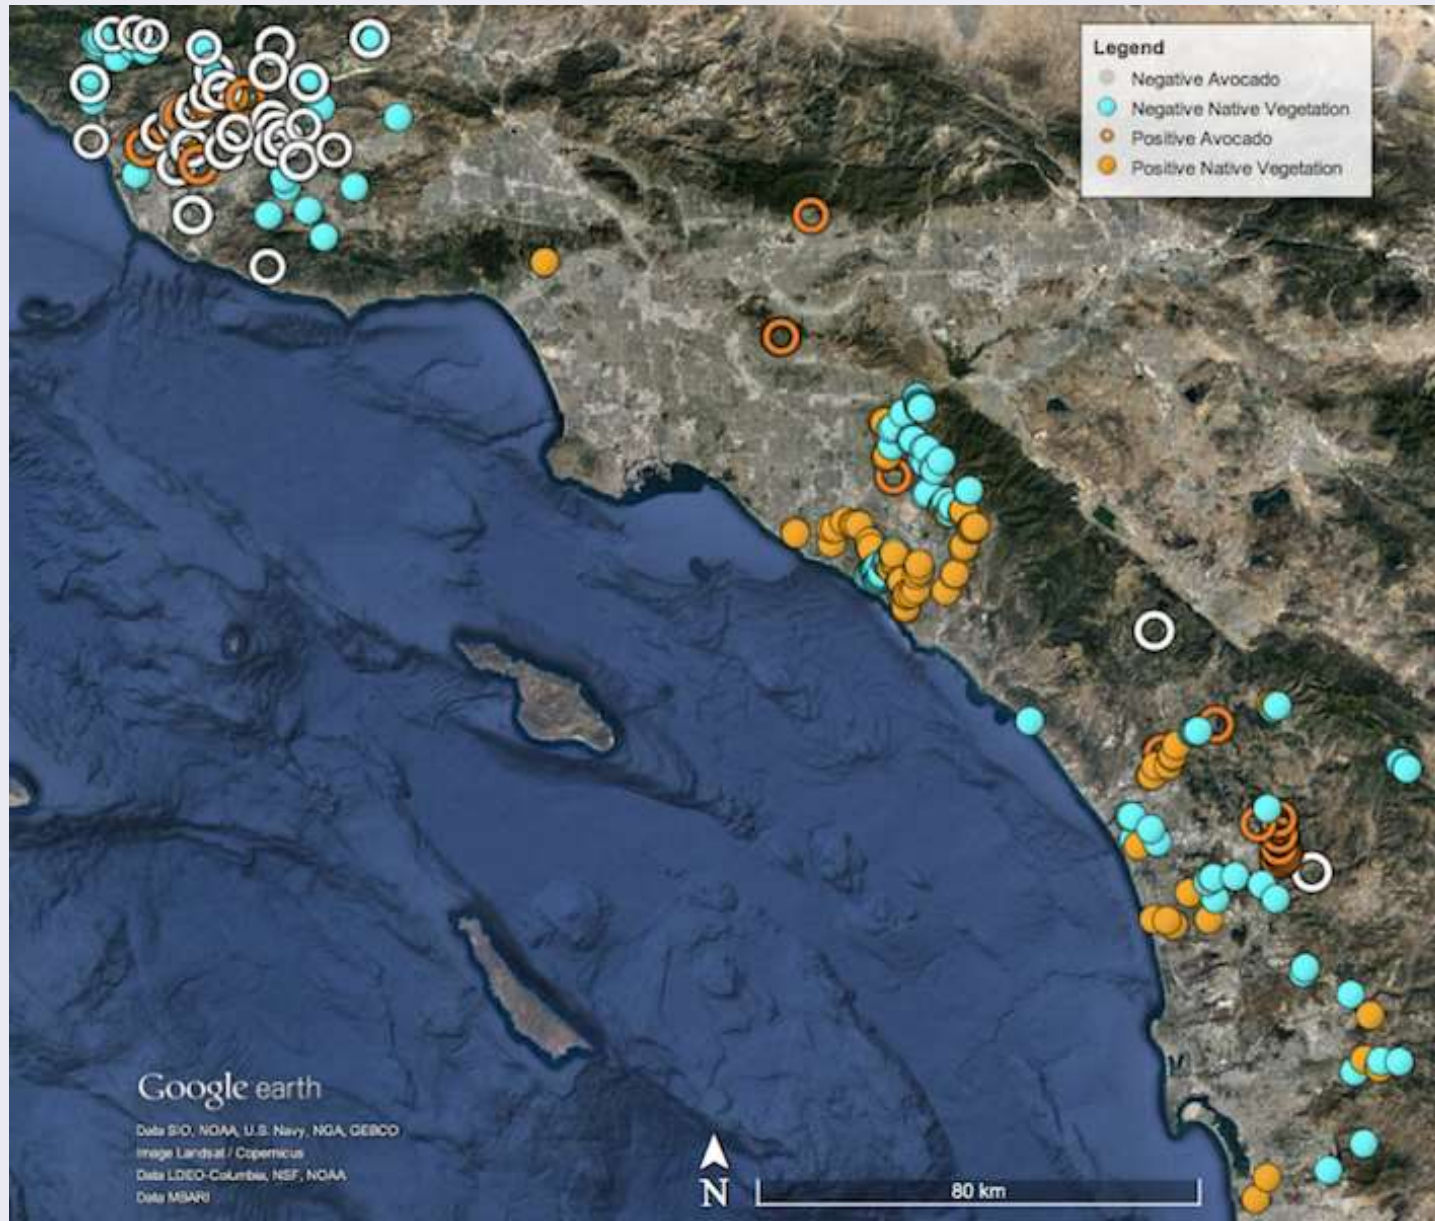 Legend
Negative Avocado
Negative Native Vegetation
Positive Avocado
Positive Native Vegetation
Google earth
Data SIO, NOAA, U.S. Navy, NGA, GEBCO
Image Landsat / Copernicus
Data LDEO-Columbia, NSF, NOAA
Data MBARI
N
80 km